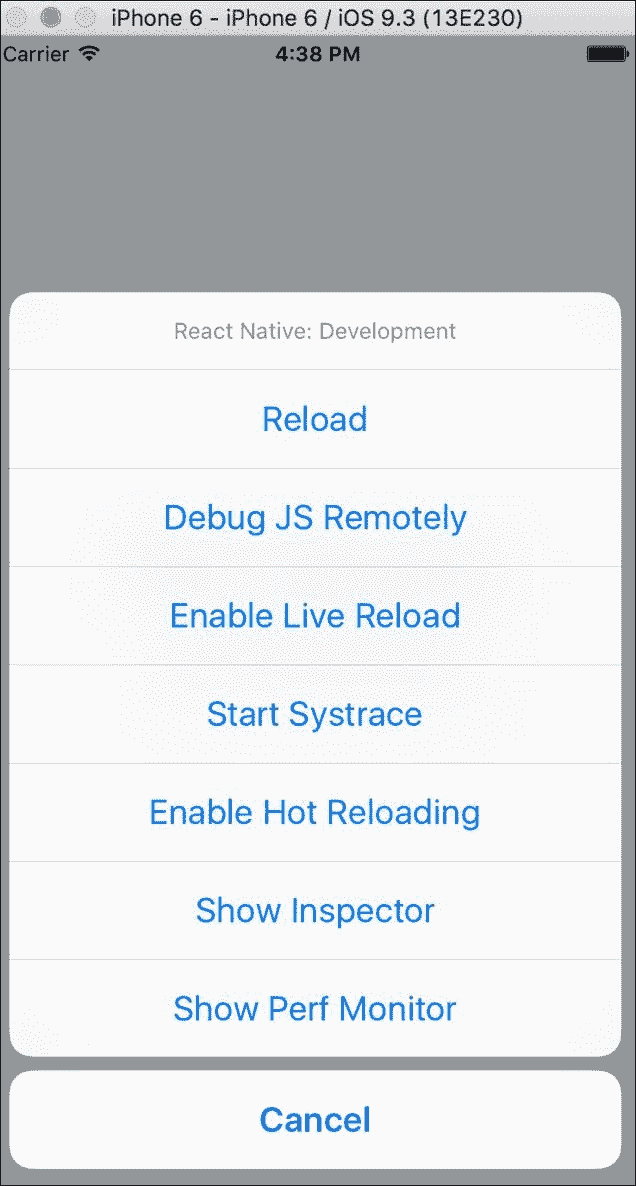 iPhone 6 - iPhone 6 / iOS 9.3 (13E230)
Carrier 4:38 PM
React Native: Development
Reload
Debug JS Remotely
Enable Live Reload
Start Systrace
Enable Hot Reloading
Show Inspector
Show Perf Monitor
Cancel